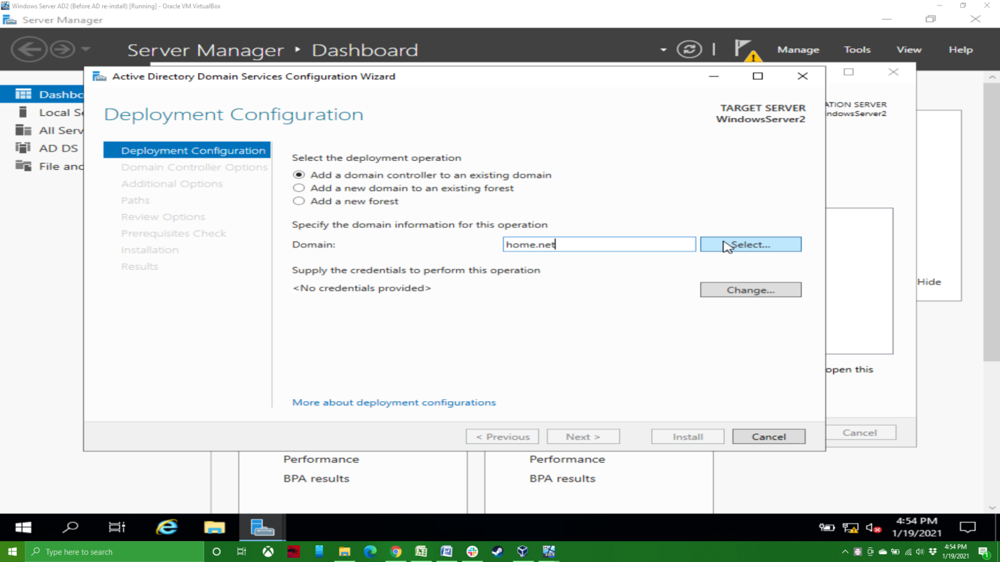 Windows Server AD2 (Before AD re-install) [Running] - Oracle VM VirtualBox
Server Manager
Server Manager ‣ Dashboard
Manage Tools View Help
Active Directory Domain Services Configuration Wizard
Deployment Configuration
TARGET SERVER
WindowsServer2
ATION SERVER
ndowsServer2
Dashbo
Local Se
All Serv
AD DS
File and
Deployment Configuration
Domain Controller Options
Additional Options
Paths
Review Options
Prerequisites Check
Installation
Results
Select the deployment operation
Add a domain controller to an existing domain
Add a new domain to an existing forest
Add a new forest
Specify the domain information for this operation
Domain: home.net Select...
Supply the credentials to perform this operation
<No credentials provided> Change...
Hide
open this
More about deployment configurations
< Previous Next > Install Cancel
Cancel
Performance Performance
BPA results BPA results
4:54 PM
1/19/2021
Type here to search
4:54 PM
1/19/2021